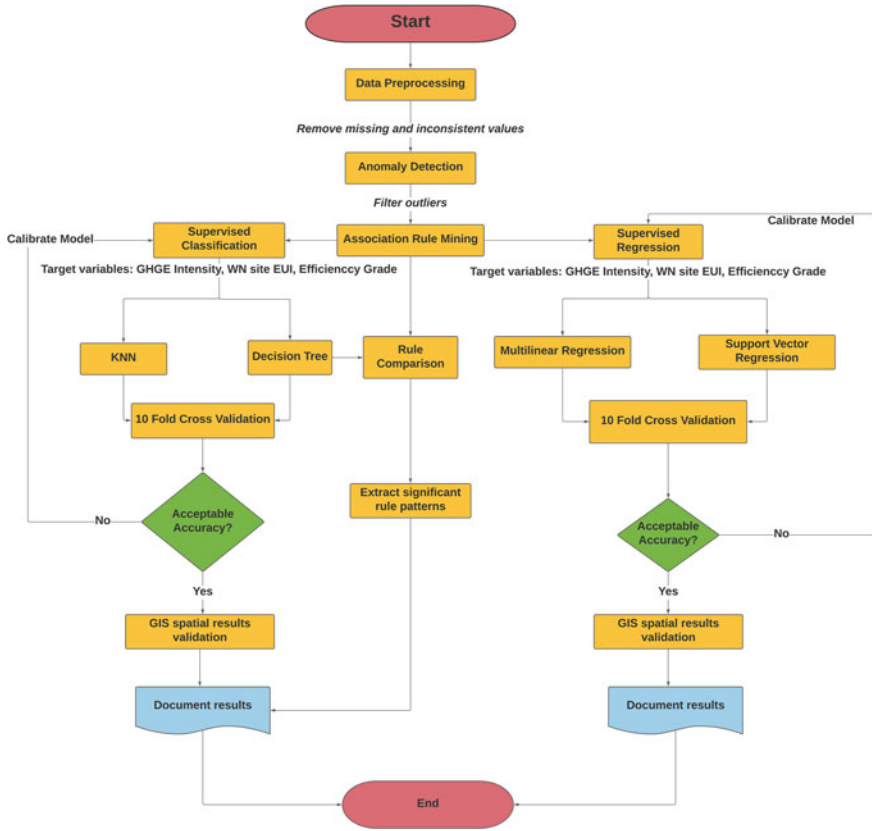 Start
Data Preprocessing
Remove missing and inconsistent values
Anomaly Detection
Filter outliers
Calibrate Model
Supervised
Classification
Association Rule Mining
Supervised
Regression
Calibrate Model
Target variables: GHGE Intensity, WN site EUI, Efficienccy Grade
Target variables: GHGE Intensity, WN site EUI, Efficienccy Grade
KNN
Decision Tree
Rule
Comparison
Multilinear Regression
Support Vector
Regression
10 Fold Cross Validation
10 Fold Cross Validation
Extract significant
rule patterns
No
Acceptable
Accuracy?
Acceptable
Accuracy?
No
Yes
Yes
GIS spatial results
validation
GIS spatial results
validation
Document results
Document results
End